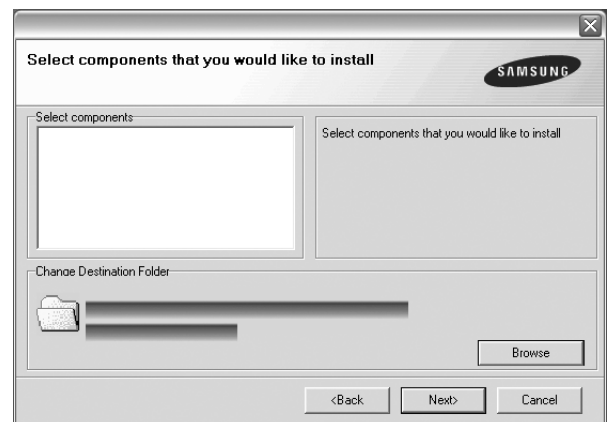 Select components that you would like to install
SAMSUNG
Select components
Select components that you would like to install
Change Destination Folder
Browse
<Back
Next>
Cancel